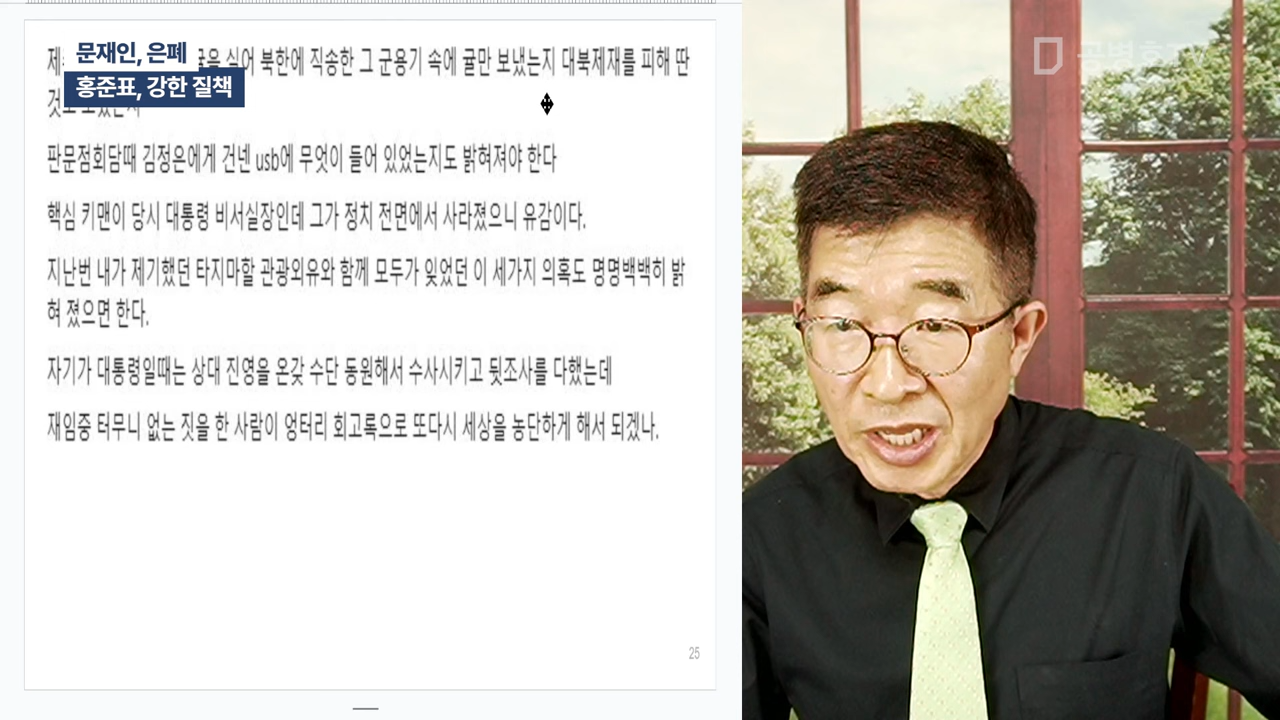 문재인, 은폐
홍준표, 강한 질책
실어 북한에 직송한 그 군용기 속에 귤만 보냈는지 대북제재를 피해 딴
판문점회담때 김정은에게 건넨 usb에 무엇이 들어 있었는지도 밝혀져야 한다
핵심 키맨이 당시 대통령 비서실장인데 그가 정치 전면에서 사라졌으니 유감이다.
지난번 내가 제기했던 타지마할 관광외유와 함께 모두가 잊었던 이 세가지 의혹도 명명백백히 밝
혀 졌으면 한다.
자기가 대통령일때는 상대 진영을 온갖 수단 동원해서 수사시키고 뒷조사를 다했는데
재임중 터무니 없는 짓을 한 사람이 엉터리 회고록으로 또다시 세상을 농단하게 해서 되겠나.
25
공병호TV